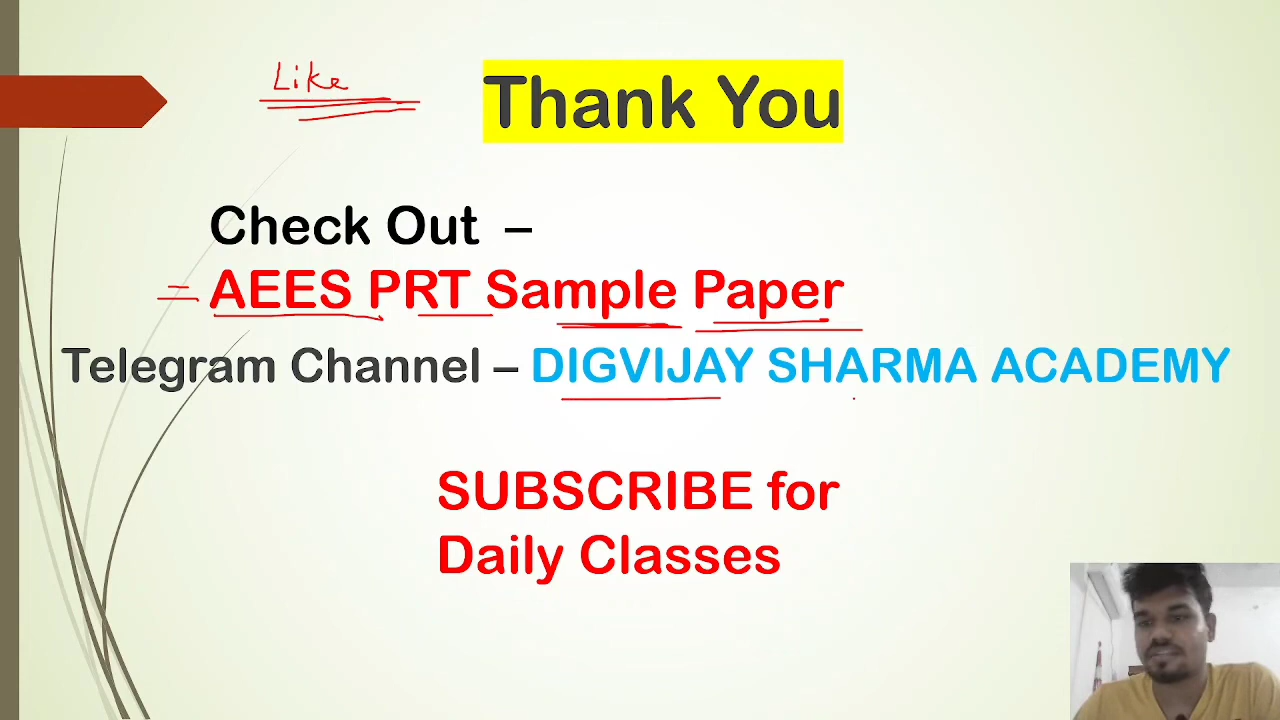 Like
Thank You
Check Out –
AEES PRT Sample Paper
Telegram Channel – DIGVIJAY SHARMA ACADEMY
SUBSCRIBE for
Daily Classes